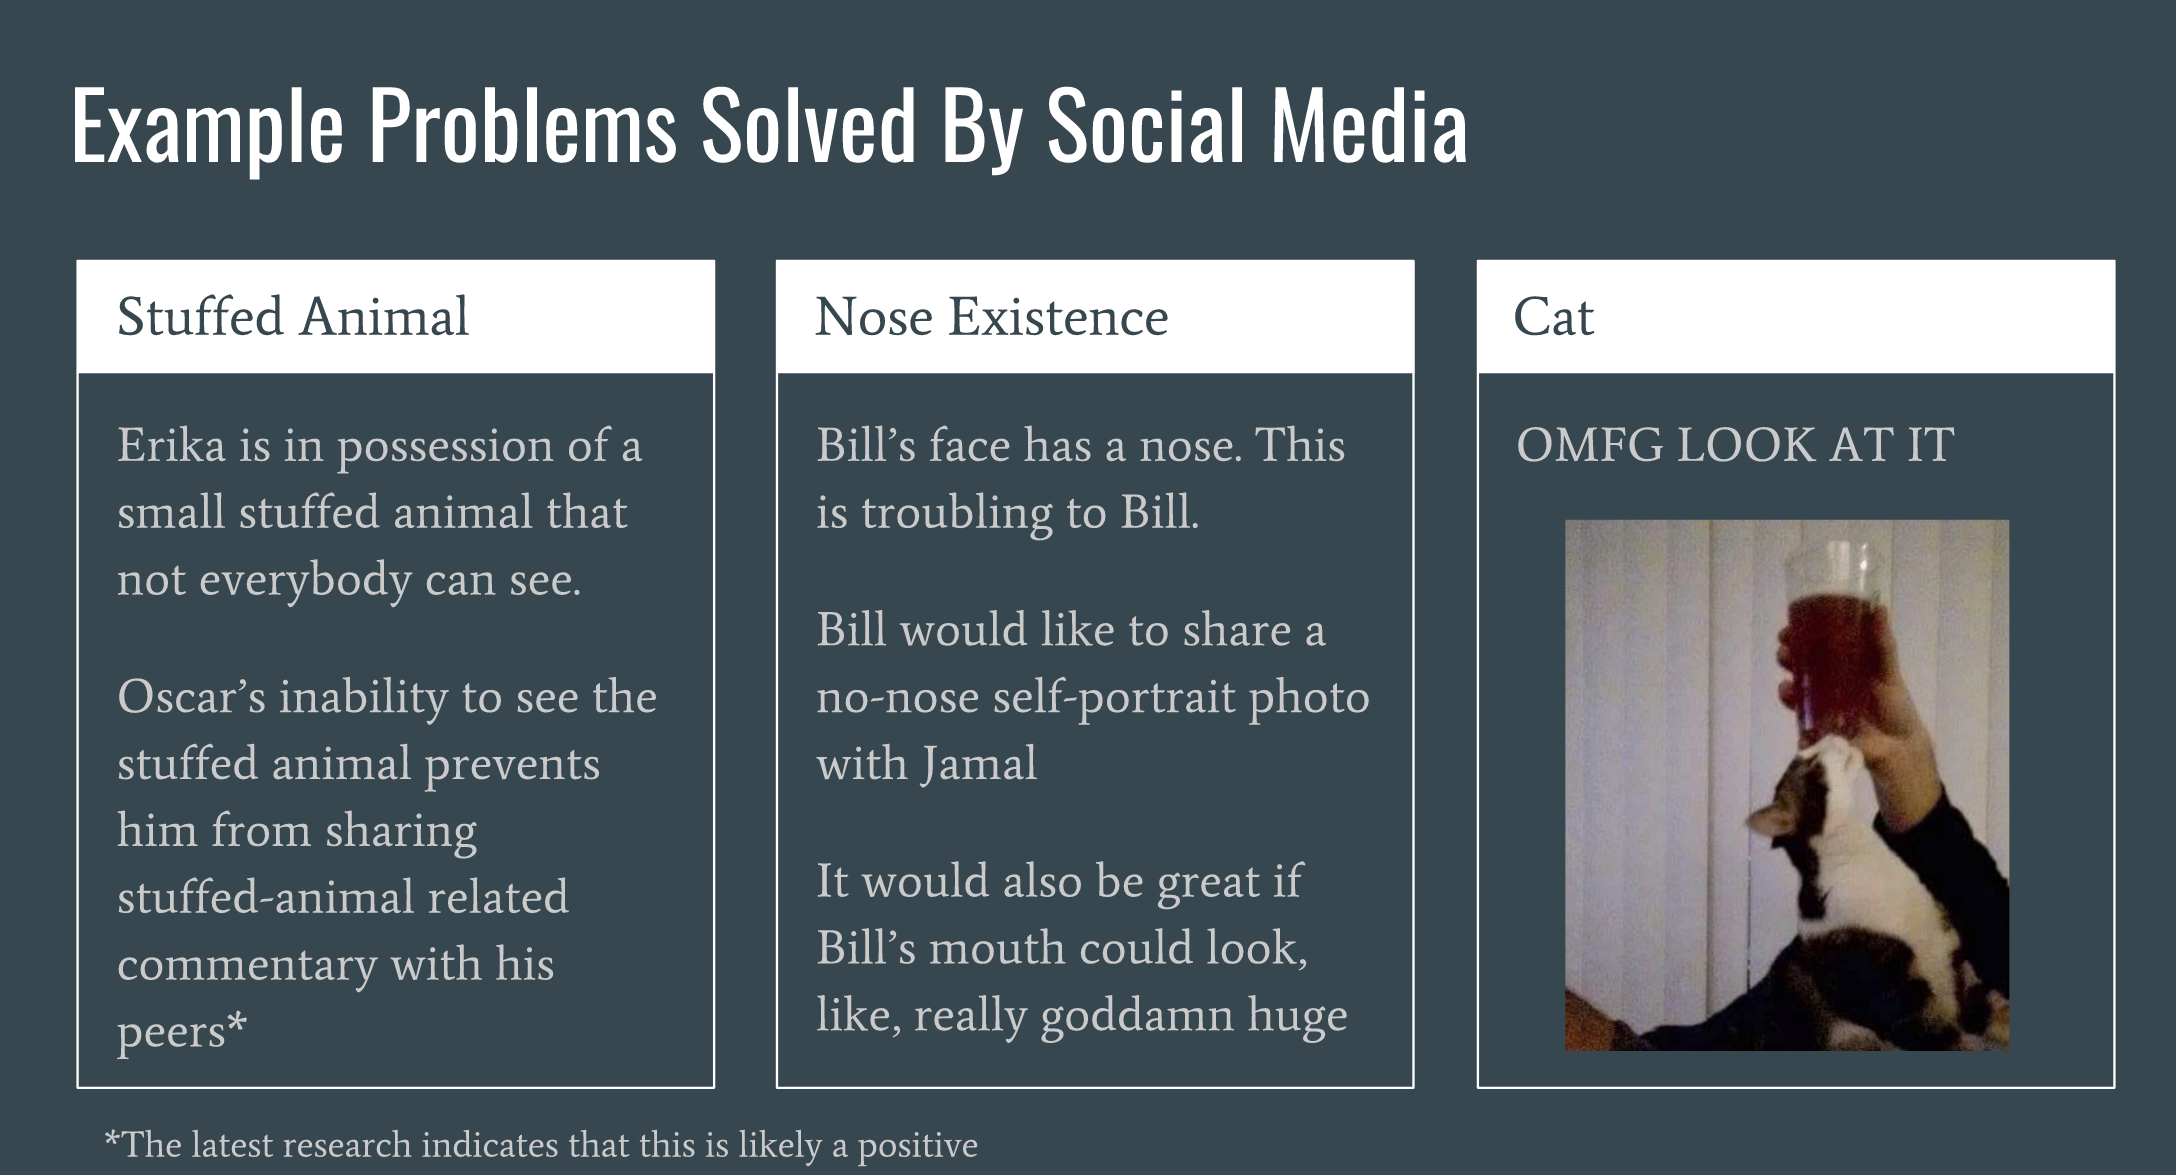 Example Problems Solved By Social Media
Stuffed Animal
Erika is in possession of a
small stuffed animal that
not everybody can see.
Oscar’s inability to see the
stuffed animal prevents
him from sharing
stuffed-animal related
commentary with his
peers*
Nose Existence
Bill’s face has a nose. This
is troubling to Bill.
Bill would like to share a
no-nose self-portrait photo
with Jamal
It would also be great if
Bill’s mouth could look,
like, really goddamn huge
Cat
OMFG LOOK AT IT
*The latest research indicates that this is likely a positive